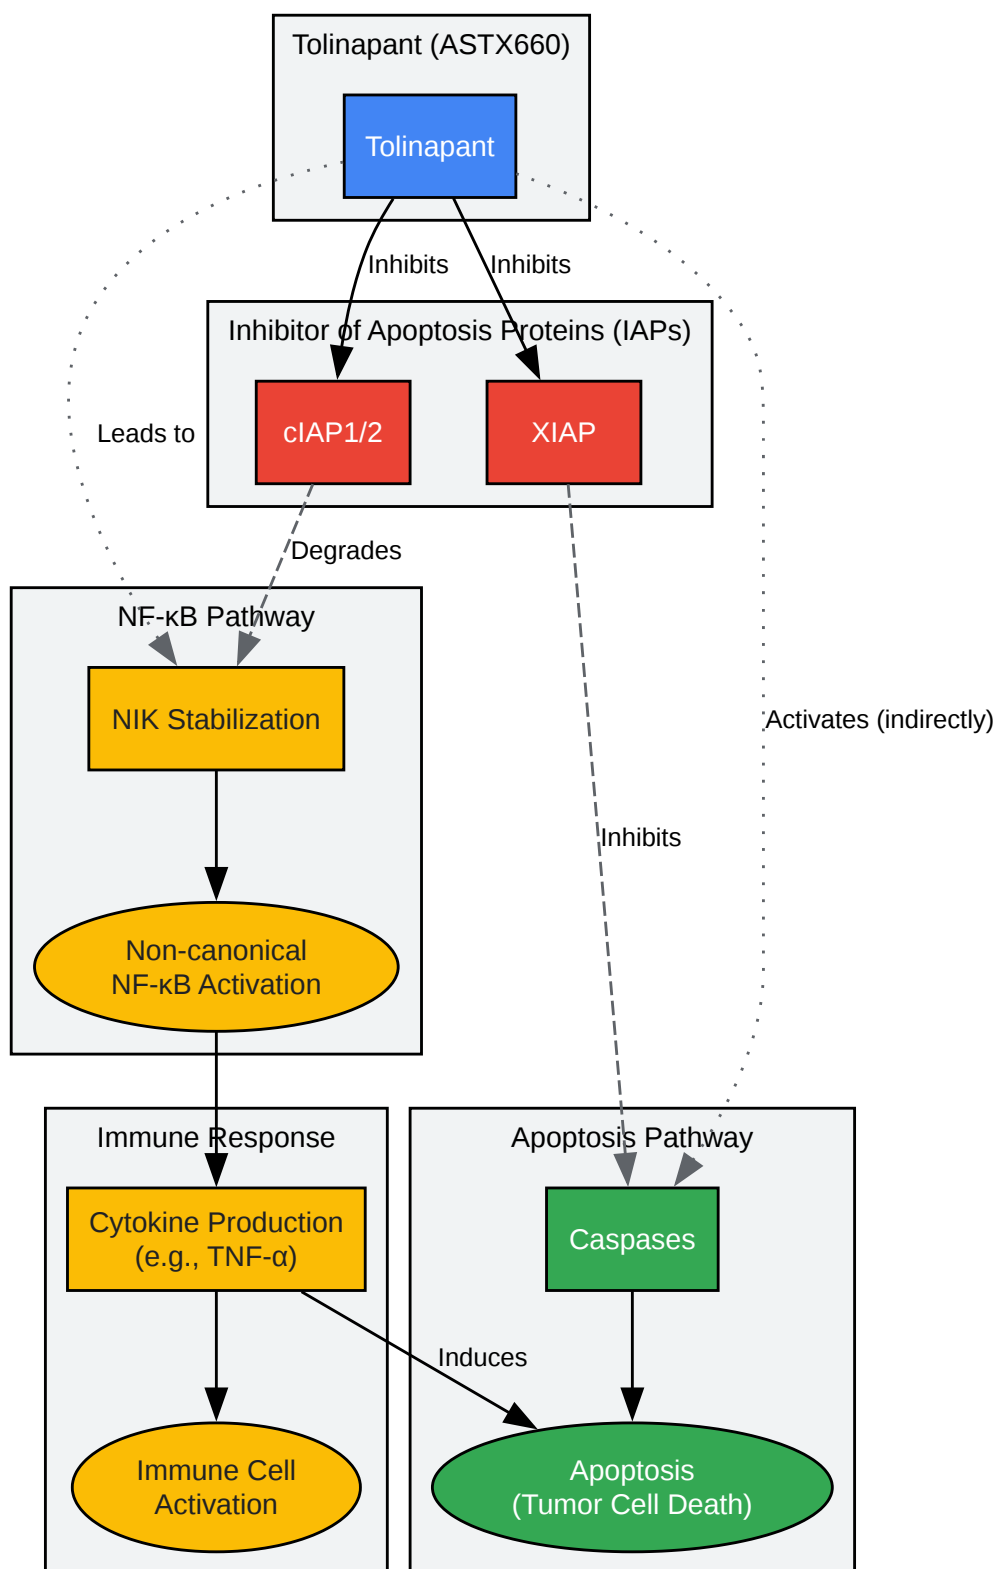 Tolinapant (ASTX660)
Tolinapant
Inhibits
Inhibits
Inhibitor of Apoptosis Proteins (IAPs)
cIAP1/2
XIAP
Leads to
Degrades
NF-κB Pathway
NIK Stabilization
Activates (indirectly)
Inhibits
Non-canonical
NF-κB Activation
Immune Response
Apoptosis Pathway
Cytokine Production
(e.g., TNF-α)
Caspases
Induces
Immune Cell
Activation
Apoptosis
(Tumor Cell Death)